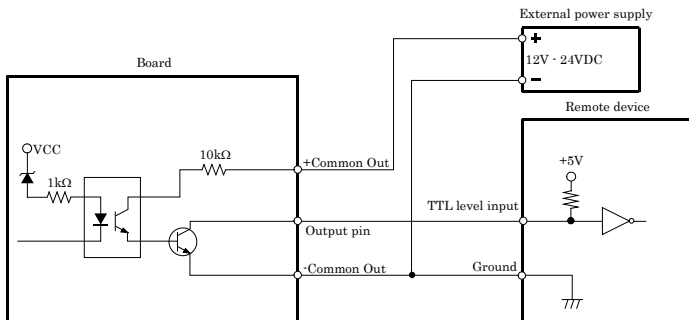 External power supply
+
12V - 24VDC
−
Board
Remote device
VCC
1kΩ
10kΩ
+Common Out
+5V
TTL level input
Output pin
-Common Out
Ground